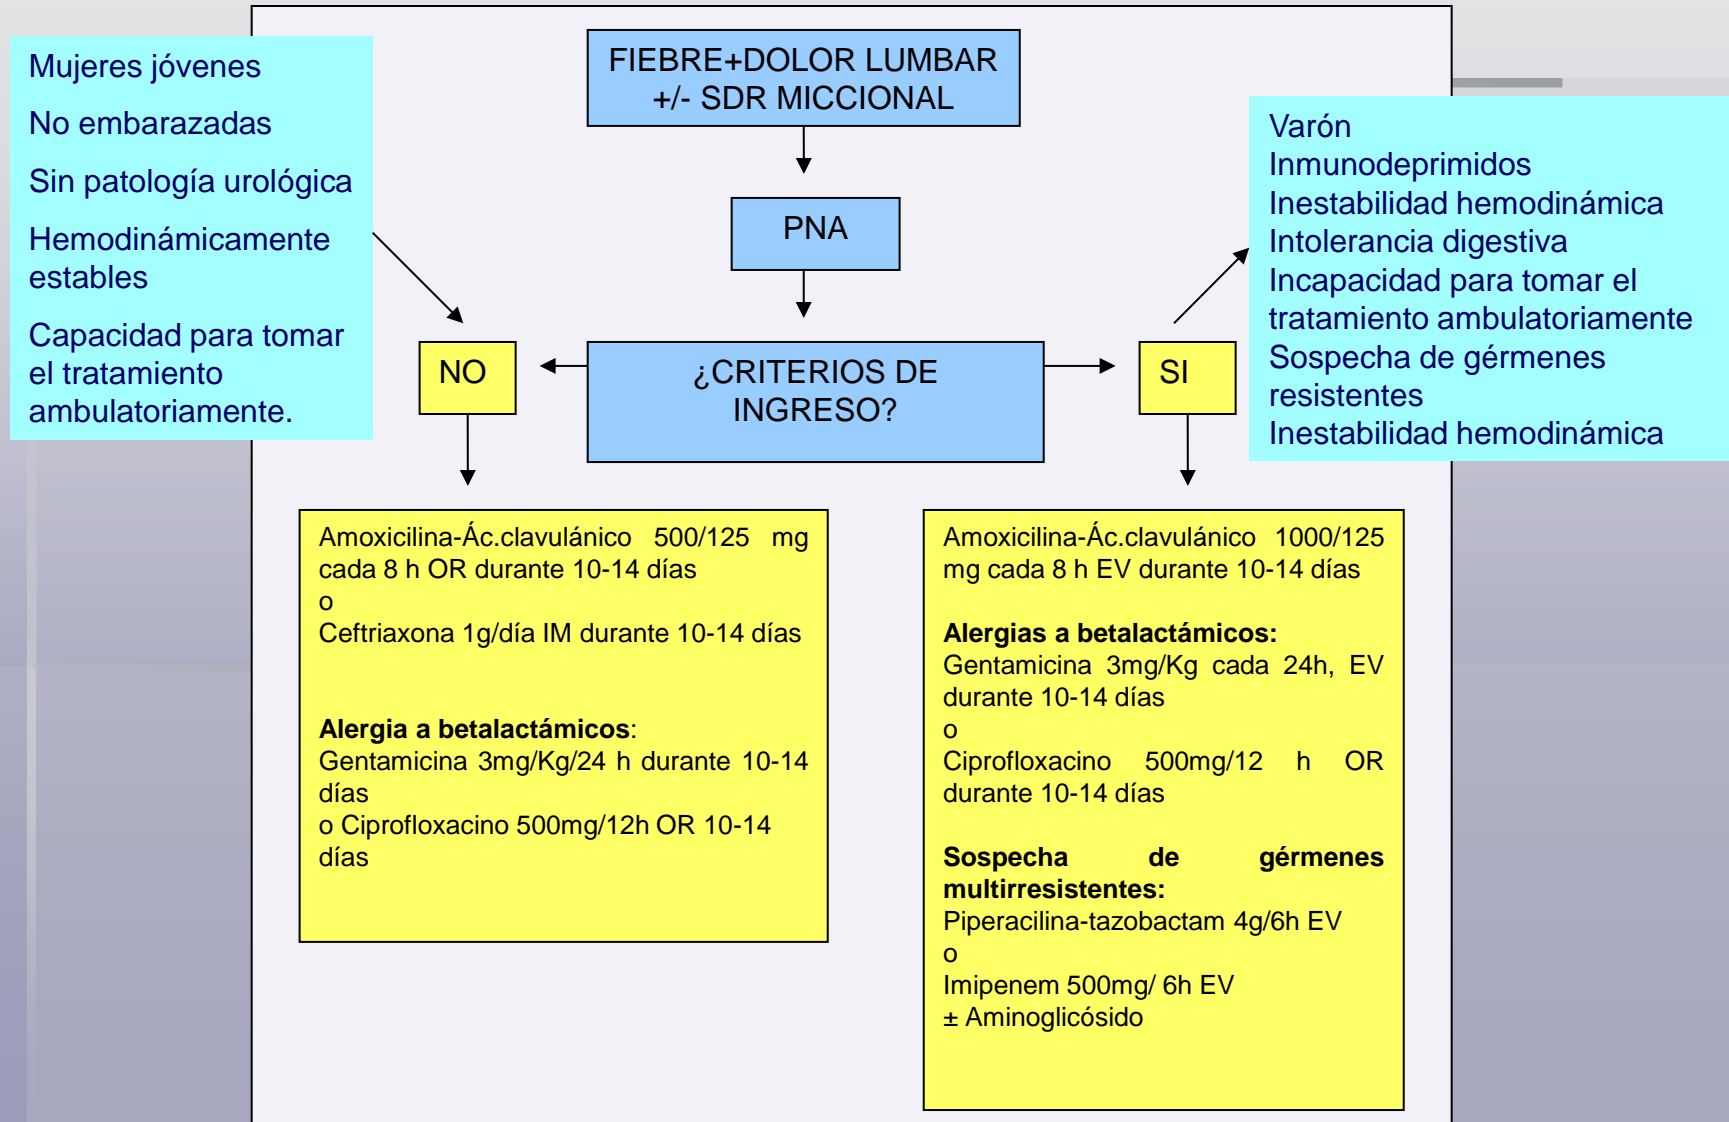 Mujeres jóvenes
No embarazadas
Sin patología urológica
Hemodinámicamente
estables
Capacidad para tomar
el tratamiento
ambulatoriamente.
FIEBRE+DOLOR LUMBAR
+/- SDR MICCIONAL
PNA
¿CRITERIOS DE
INGRESO?
NO
SI
Varón
Inmunodeprimidos
Inestabilidad hemodinámica
Intolerancia digestiva
Incapacidad para tomar el
tratamiento ambulatoriamente
Sospecha de gérmenes
resistentes
Inestabilidad hemodinámica
Amoxicilina-Ác.clavulánico 500/125 mg
cada 8 h OR durante 10-14 días
o
Ceftriaxona 1g/día IM durante 10-14 días
Alergia a betalactámicos:
Gentamicina 3mg/Kg/24 h durante 10-14
días
o Ciprofloxacino 500mg/12h OR 10-14
días
Amoxicilina-Ác.clavulánico 1000/125
mg cada 8 h EV durante 10-14 días
Alergias a betalactámicos:
Gentamicina 3mg/Kg cada 24h, EV
durante 10-14 días
o
Ciprofloxacino 500mg/12 h OR
durante 10-14 días
Sospecha de gérmenes
multirresistentes:
Piperacilina-tazobactam 4g/6h EV
o
Imipenem 500mg/ 6h EV
± Aminoglicósido